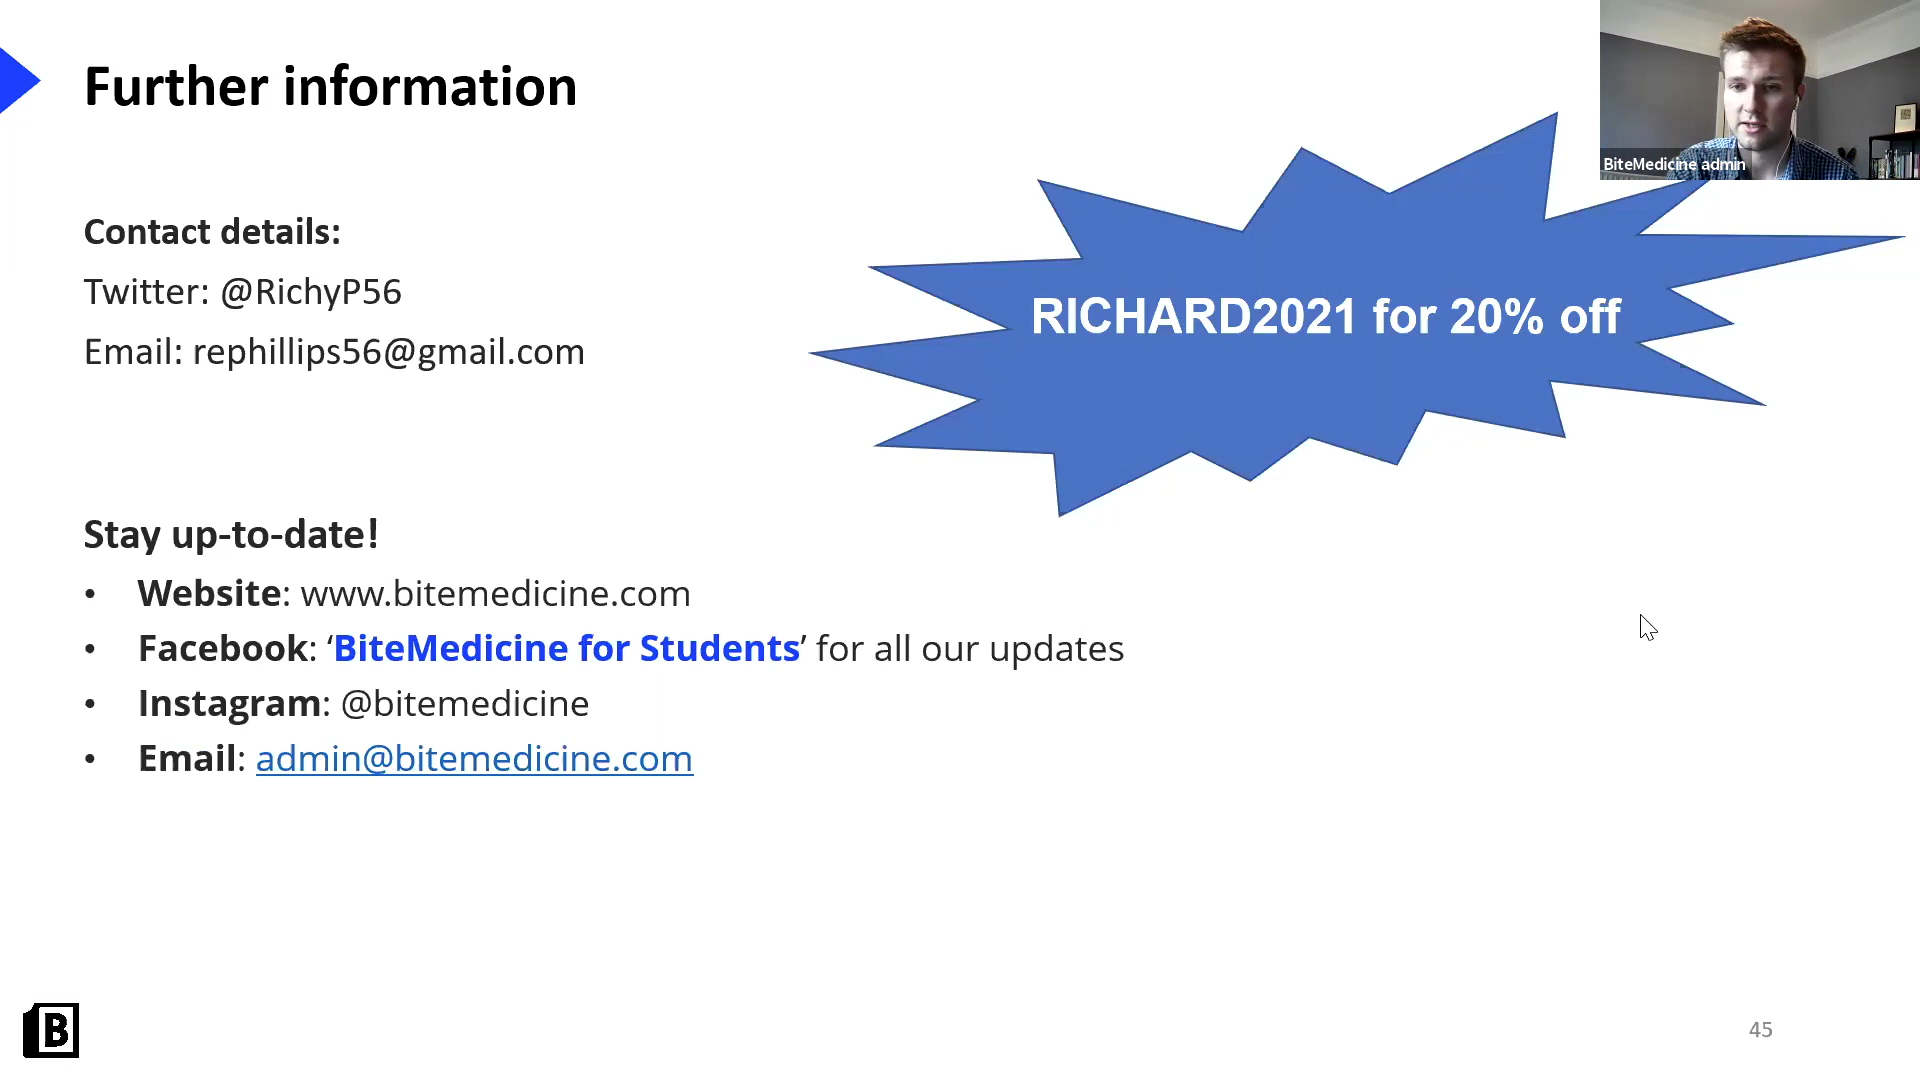 Further information
BiteMedicine admin
Contact details:
Twitter: @RichyP56
Email: rephillips56@gmail.com
RICHARD2021 for 20% off
Stay up-to-date!
• Website: www.bitemedicine.com
• Facebook: ‘BiteMedicine for Students’ for all our updates
• Instagram: @bitemedicine
• Email: admin@bitemedicine.com
B
45